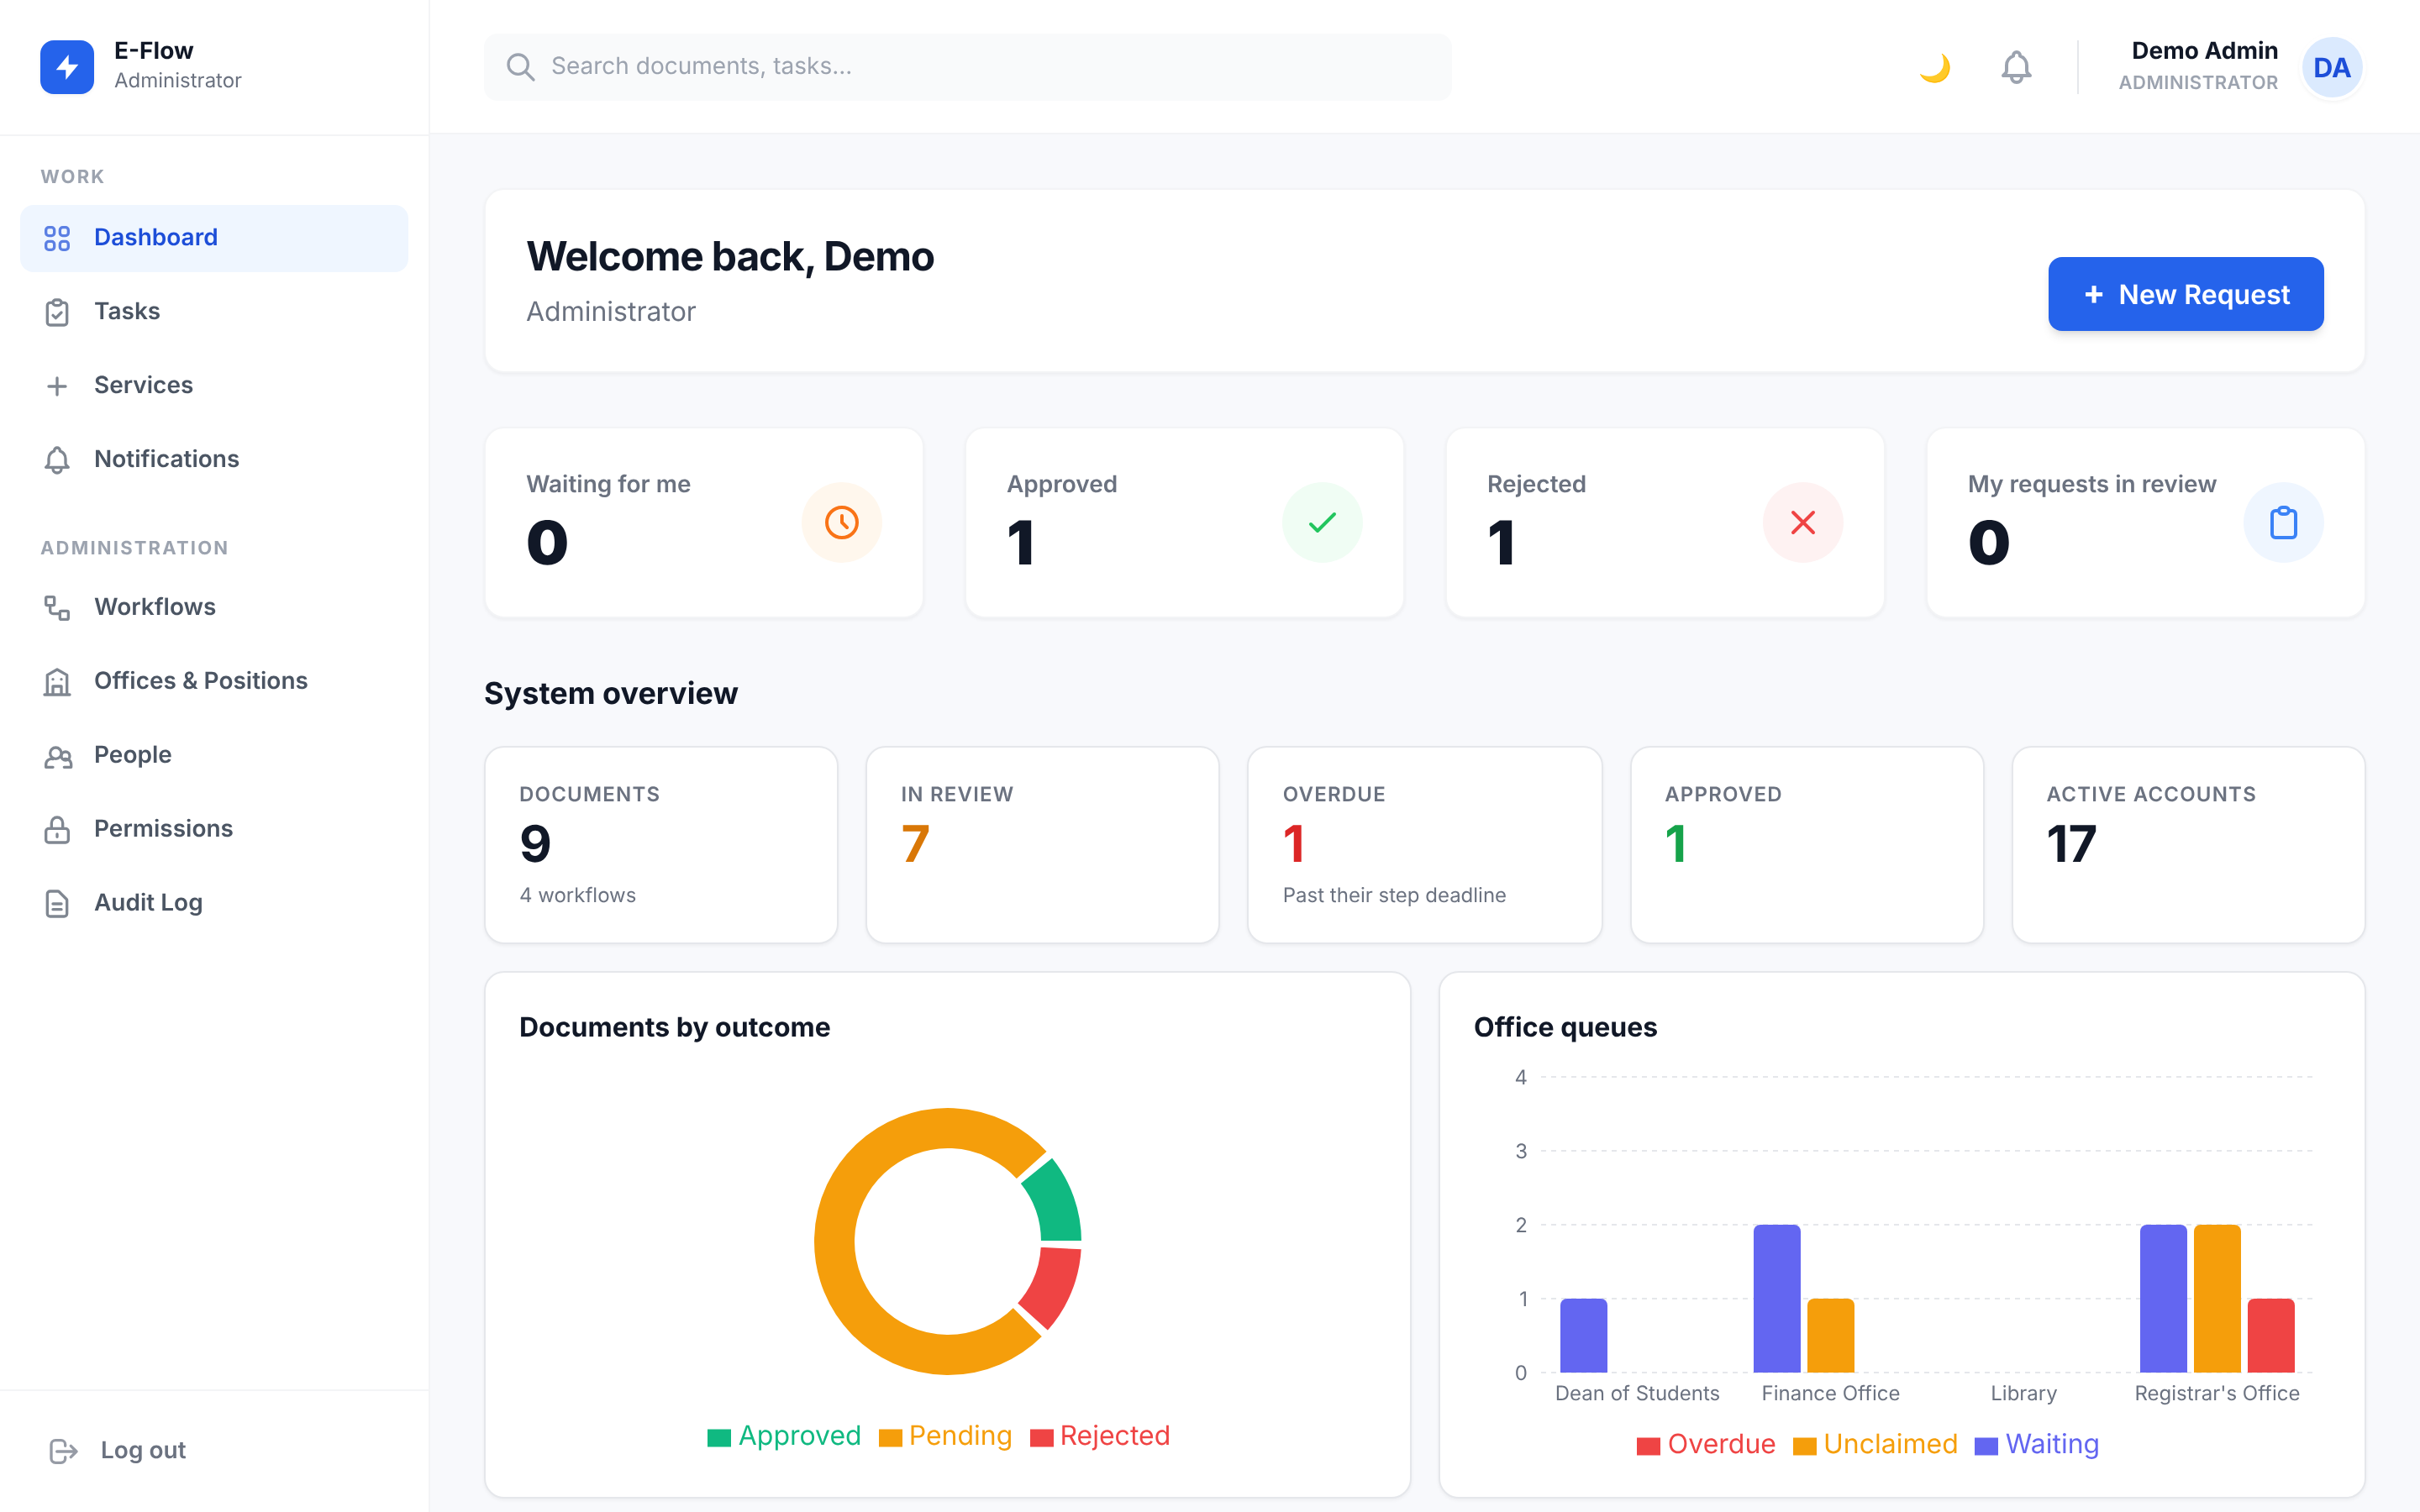 E-Flow
Administrator
Search documents, tasks...
Demo Admin
ADMINISTRATOR
DA
WORK
Dashboard
Tasks
Services
Notifications
ADMINISTRATION
Workflows
Offices & Positions
People
Permissions
Audit Log
Log out
Welcome back, Demo
Administrator
+ New Request
Waiting for me
0
Approved
1
Rejected
1
My requests in review
0
System overview
DOCUMENTS
9
4 workflows
IN REVIEW
7
OVERDUE
1
Past their step deadline
APPROVED
1
ACTIVE ACCOUNTS
17
Documents by outcome
Approved Pending Rejected
Office queues
4
3
2
1
0
Dean of Students Finance Office Library Registrar's Office
Overdue Unclaimed Waiting